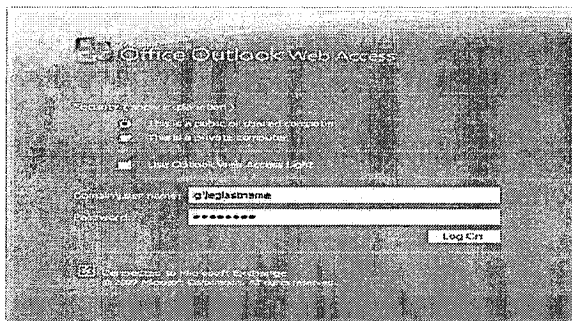 Office Outlook Web Access
Security ( show explanation )
This is a public or shared computer
This is a private computer
Use Outlook Web Access Light
Domain\user name:
Password:
Log On
Connected to Microsoft Exchange
© 2007 Microsoft Corporation. All rights reserved.